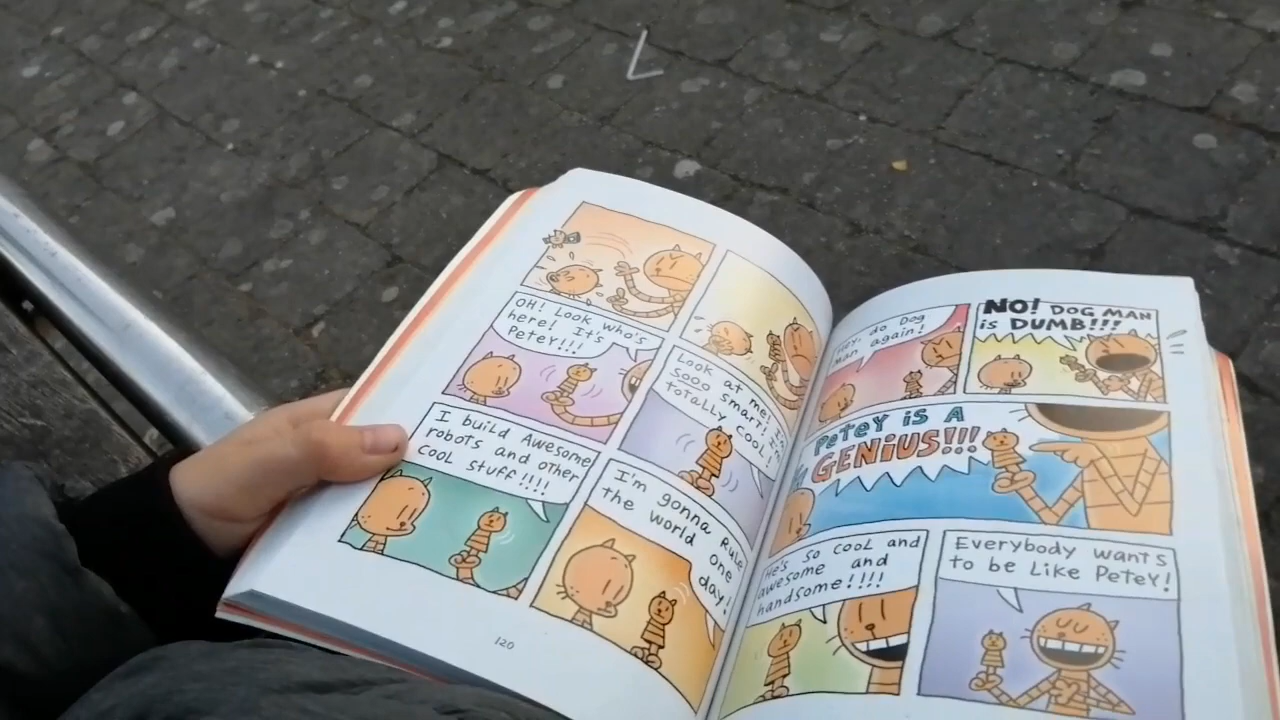 OH! Look who's
here! It's
Petey!!!
Look at me! I'm
sooo smart! I'm
totally cool!
I build Awesome
robots and other
cool stuff!!!!
I'm gonna Rule
the world one
day!
120
do Dog
Man again!
NO! DOG MAN
is DUMB!!!
Petey is A
GENiUS!!!
He's so cool and
awesome and
handsome!!!!
Everybody wants
to be Like Petey!